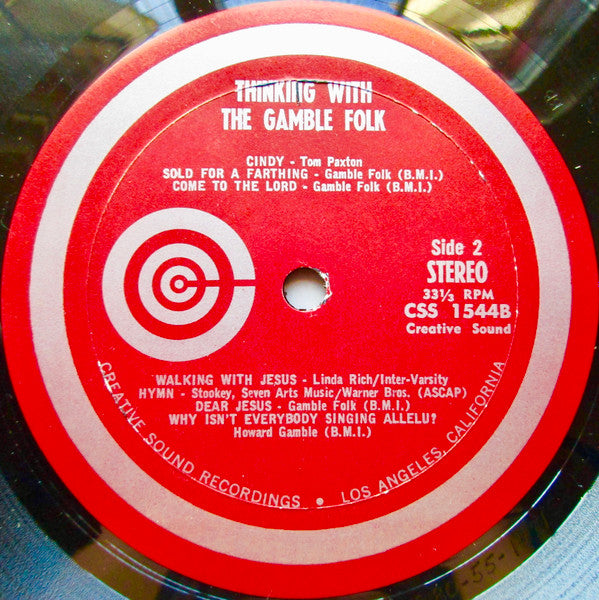 THINKING WITH
THE GAMBLE FOLK
CINDY - Tom Paxton
SOLD FOR A FARTHING - Gamble Folk (B.M.I.)
COME TO THE LORD - Gamble Folk (B.M.I.)
Side 2
STEREO
33⅓ RPM
CSS 1544B
Creative Sound
WALKING WITH JESUS - Linda Rich/Inter-Varsity
HYMN - Stookey, Seven Arts Music/Warner Bros. (ASCAP)
DEAR JESUS - Gamble Folk (B.M.I.)
WHY ISN'T EVERYBODY SINGING ALLELU?
Howard Gamble (B.M.I.)
CREATIVE SOUND RECORDINGS • LOS ANGELES, CALIFORNIA